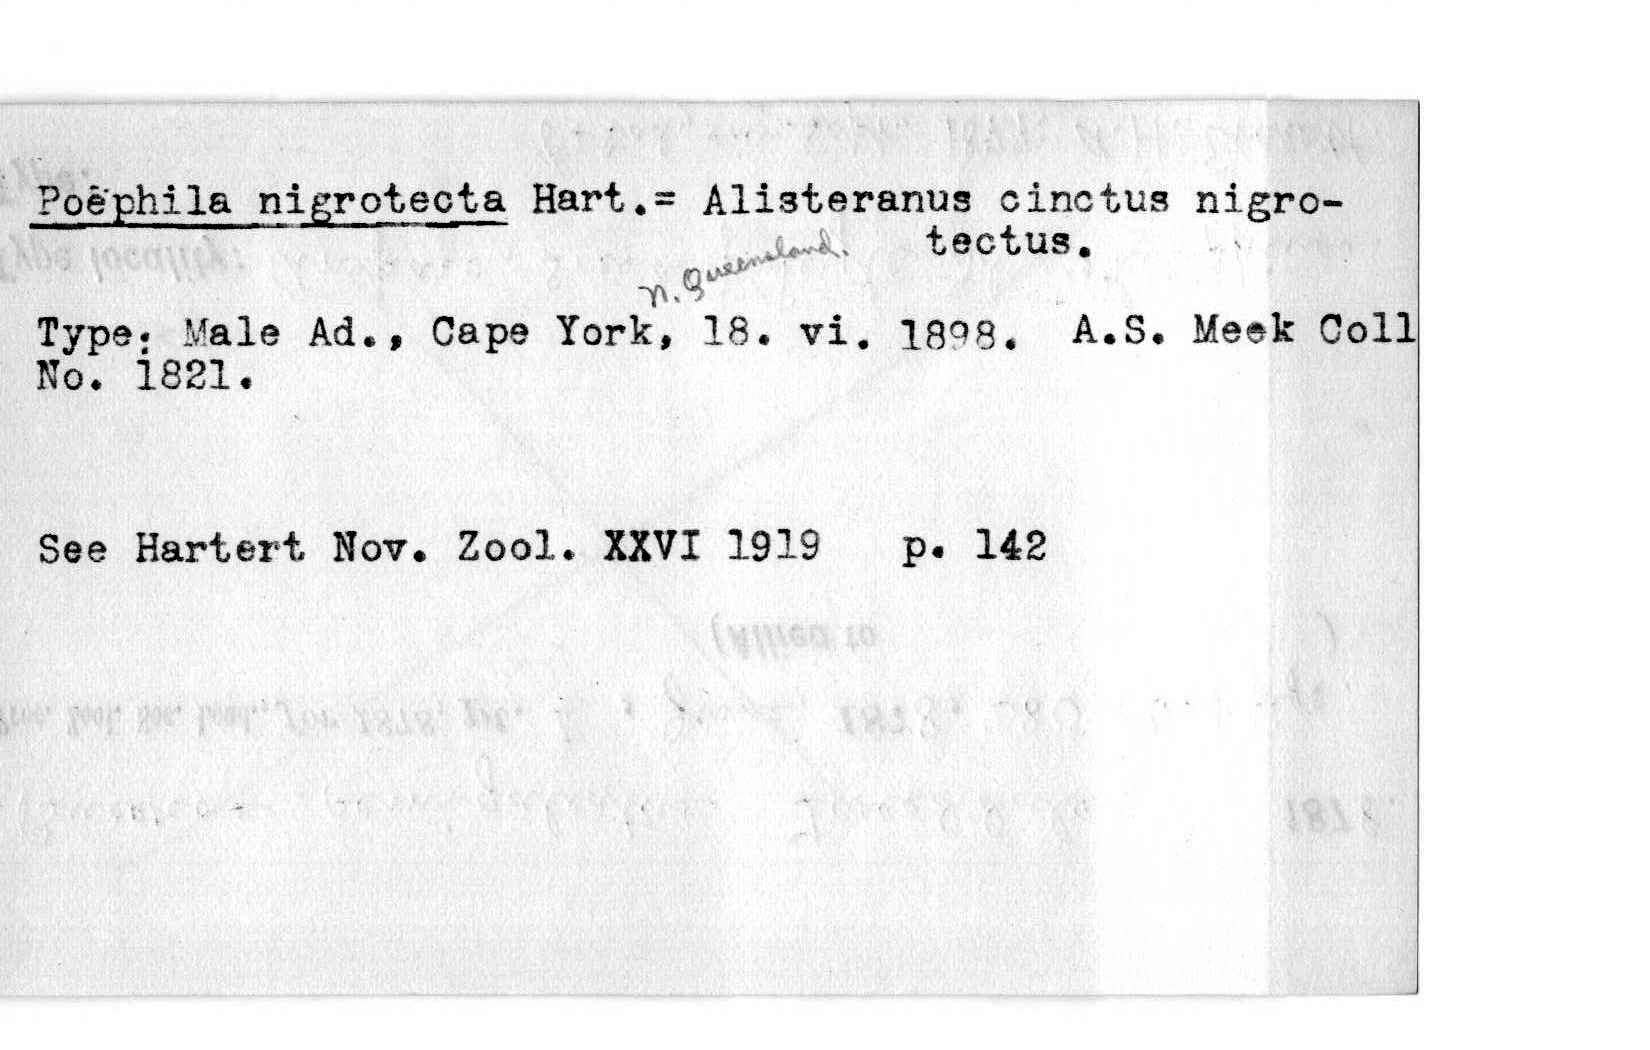 Poëphila nigrotecta Hart.= Alisteranus cinctus nigro-
tectus.
N. Queensland.
Type: Male Ad., Cape York, 18. vi. 1898. A.S. Meek Coll
No. 1821.
See Hartert Nov. Zool. XXVI 1919 p. 142